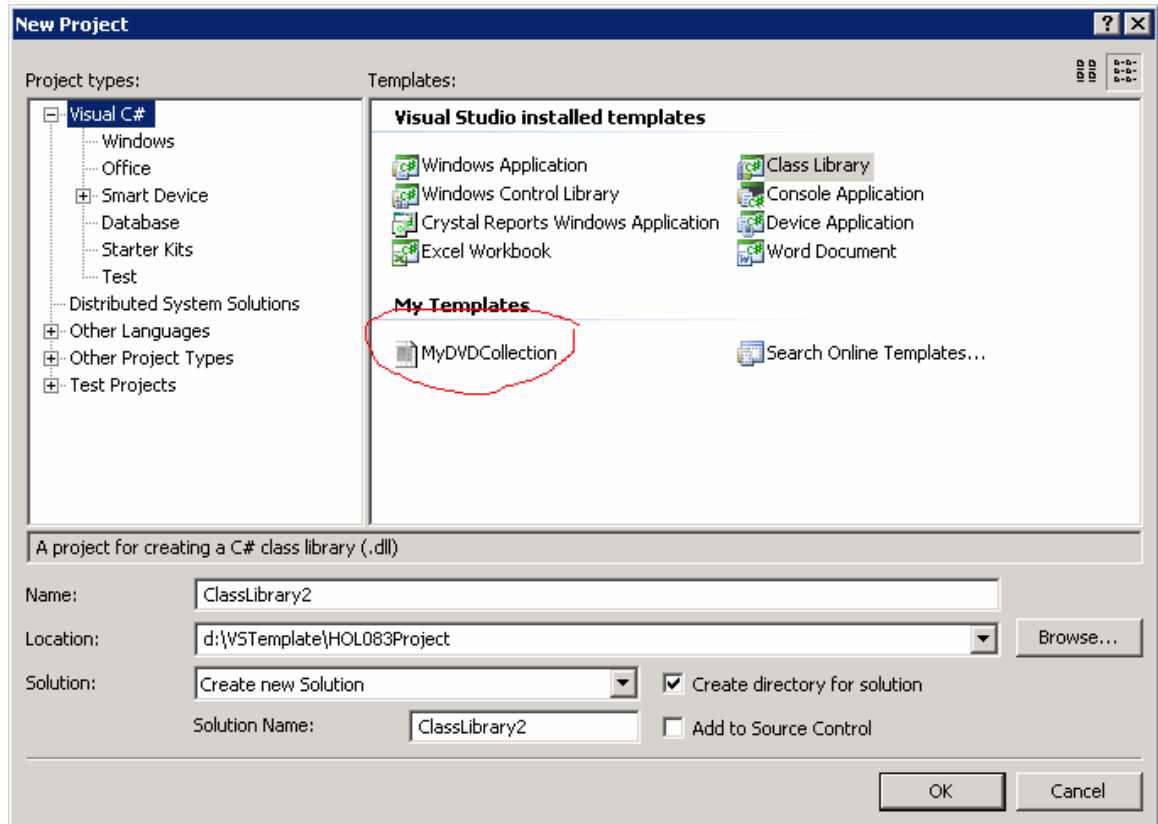 New Project
Project types:
Templates:
Visual C#
Windows
Office
Smart Device
Database
Starter Kits
Test
Distributed System Solutions
Other Languages
Other Project Types
Test Projects
Visual Studio installed templates
Windows Application
Class Library
Windows Control Library
Console Application
Crystal Reports Windows Application
Device Application
Excel Workbook
Word Document
My Templates
MyDVDCollection
Search Online Templates...
A project for creating a C# class library (.dll)
Name:
ClassLibrary2
Location:
d:\VSTemplate\HOL083Project
Browse...
Solution:
Create new Solution
Create directory for solution
Solution Name:
ClassLibrary2
Add to Source Control
OK
Cancel